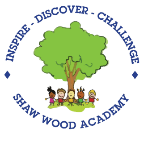 INSPIRE - DISCOVER - CHALLENGE
SHAW WOOD ACADEMY